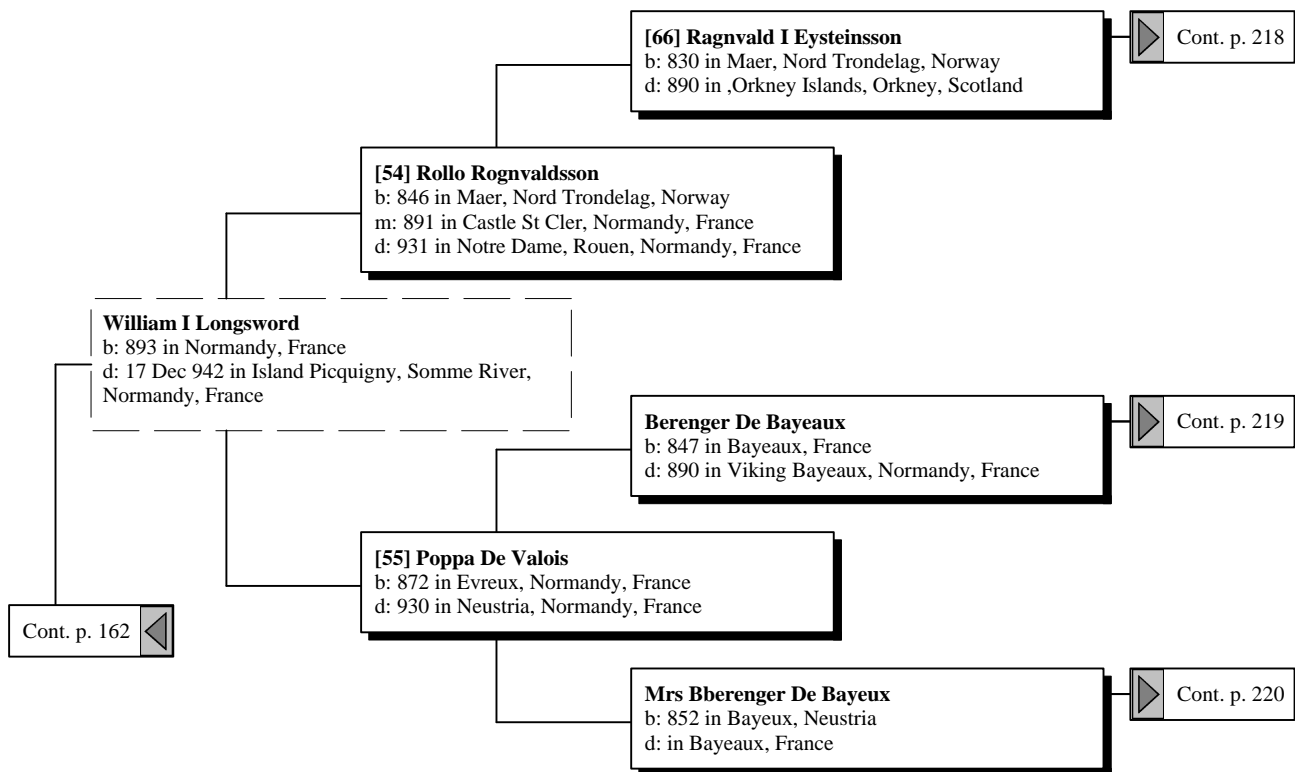 [66] Ragnvald I Eysteinsson
b: 830 in Maer, Nord Trondelag, Norway
d: 890 in ,Orkney Islands, Orkney, Scotland
Cont. p. 218
[54] Rollo Rognvaldsson
b: 846 in Maer, Nord Trondelag, Norway
m: 891 in Castle St Cler, Normandy, France
d: 931 in Notre Dame, Rouen, Normandy, France
William I Longsword
b: 893 in Normandy, France
d: 17 Dec 942 in Island Picquigny, Somme River,
Normandy, France
Berenger De Bayeaux
b: 847 in Bayeaux, France
d: 890 in Viking Bayeaux, Normandy, France
Cont. p. 219
[55] Poppa De Valois
b: 872 in Evreux, Normandy, France
d: 930 in Neustria, Normandy, France
Cont. p. 162
Mrs Bberenger De Bayeux
b: 852 in Bayeux, Neustria
d: in Bayeaux, France
Cont. p. 220